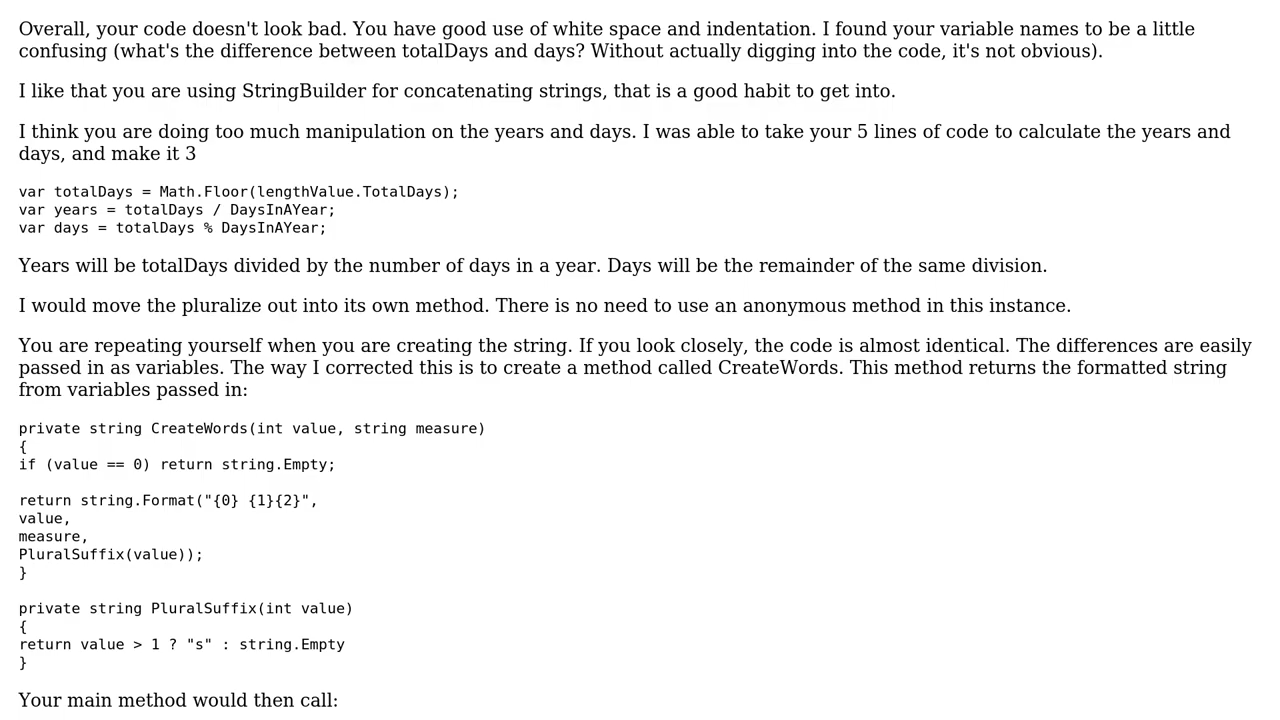 Overall, your code doesn't look bad. You have good use of white space and indentation. I found your variable names to be a little
confusing (what's the difference between totalDays and days? Without actually digging into the code, it's not obvious).
I like that you are using StringBuilder for concatenating strings, that is a good habit to get into.
I think you are doing too much manipulation on the years and days. I was able to take your 5 lines of code to calculate the years and
days, and make it 3
var totalDays = Math.Floor(lengthValue.TotalDays);
var years = totalDays / DaysInAYear;
var days = totalDays % DaysInAYear;
Years will be totalDays divided by the number of days in a year. Days will be the remainder of the same division.
I would move the pluralize out into its own method. There is no need to use an anonymous method in this instance.
You are repeating yourself when you are creating the string. If you look closely, the code is almost identical. The differences are easily
passed in as variables. The way I corrected this is to create a method called CreateWords. This method returns the formatted string
from variables passed in:
private string CreateWords(int value, string measure)
{
if (value == 0) return string.Empty;
return string.Format("{0} {1}{2}",
value,
measure,
PluralSuffix(value));
}
private string PluralSuffix(int value)
{
return value > 1 ? "s" : string.Empty
}
Your main method would then call: